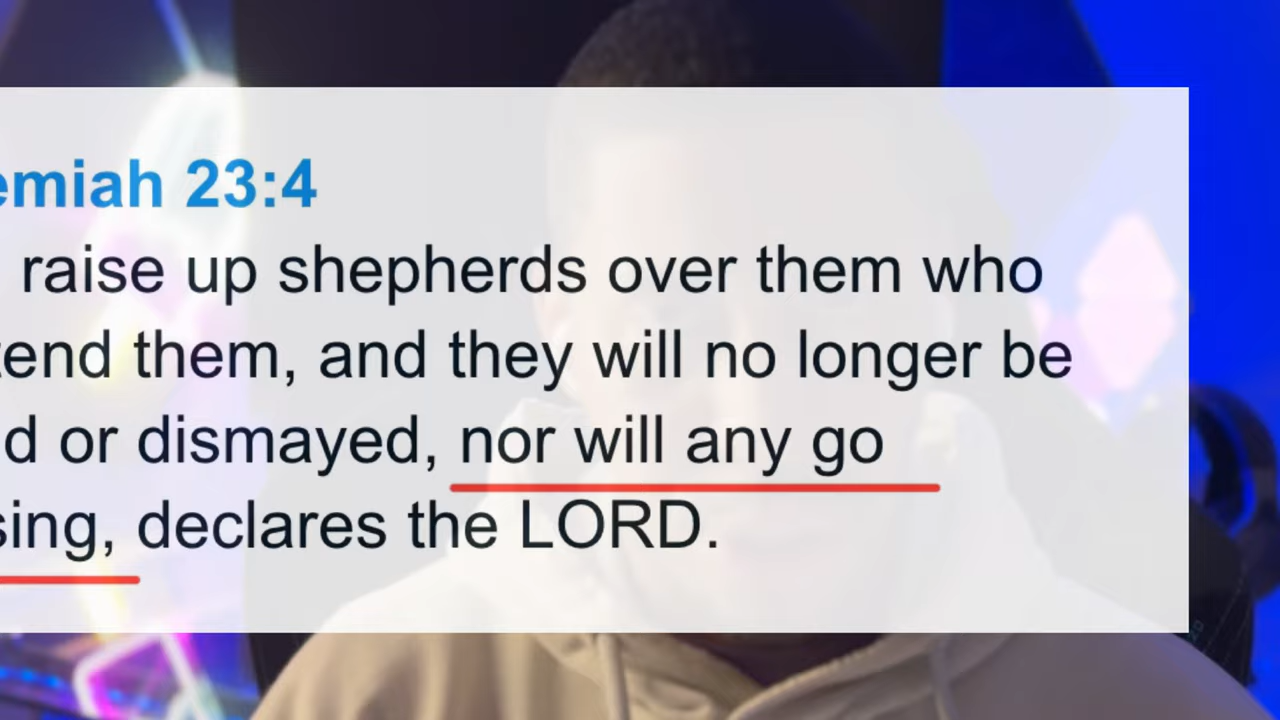 emiah 23:4
raise up shepherds over them who
tend them, and they will no longer be
d or dismayed, nor will any go
sing, declares the LORD.